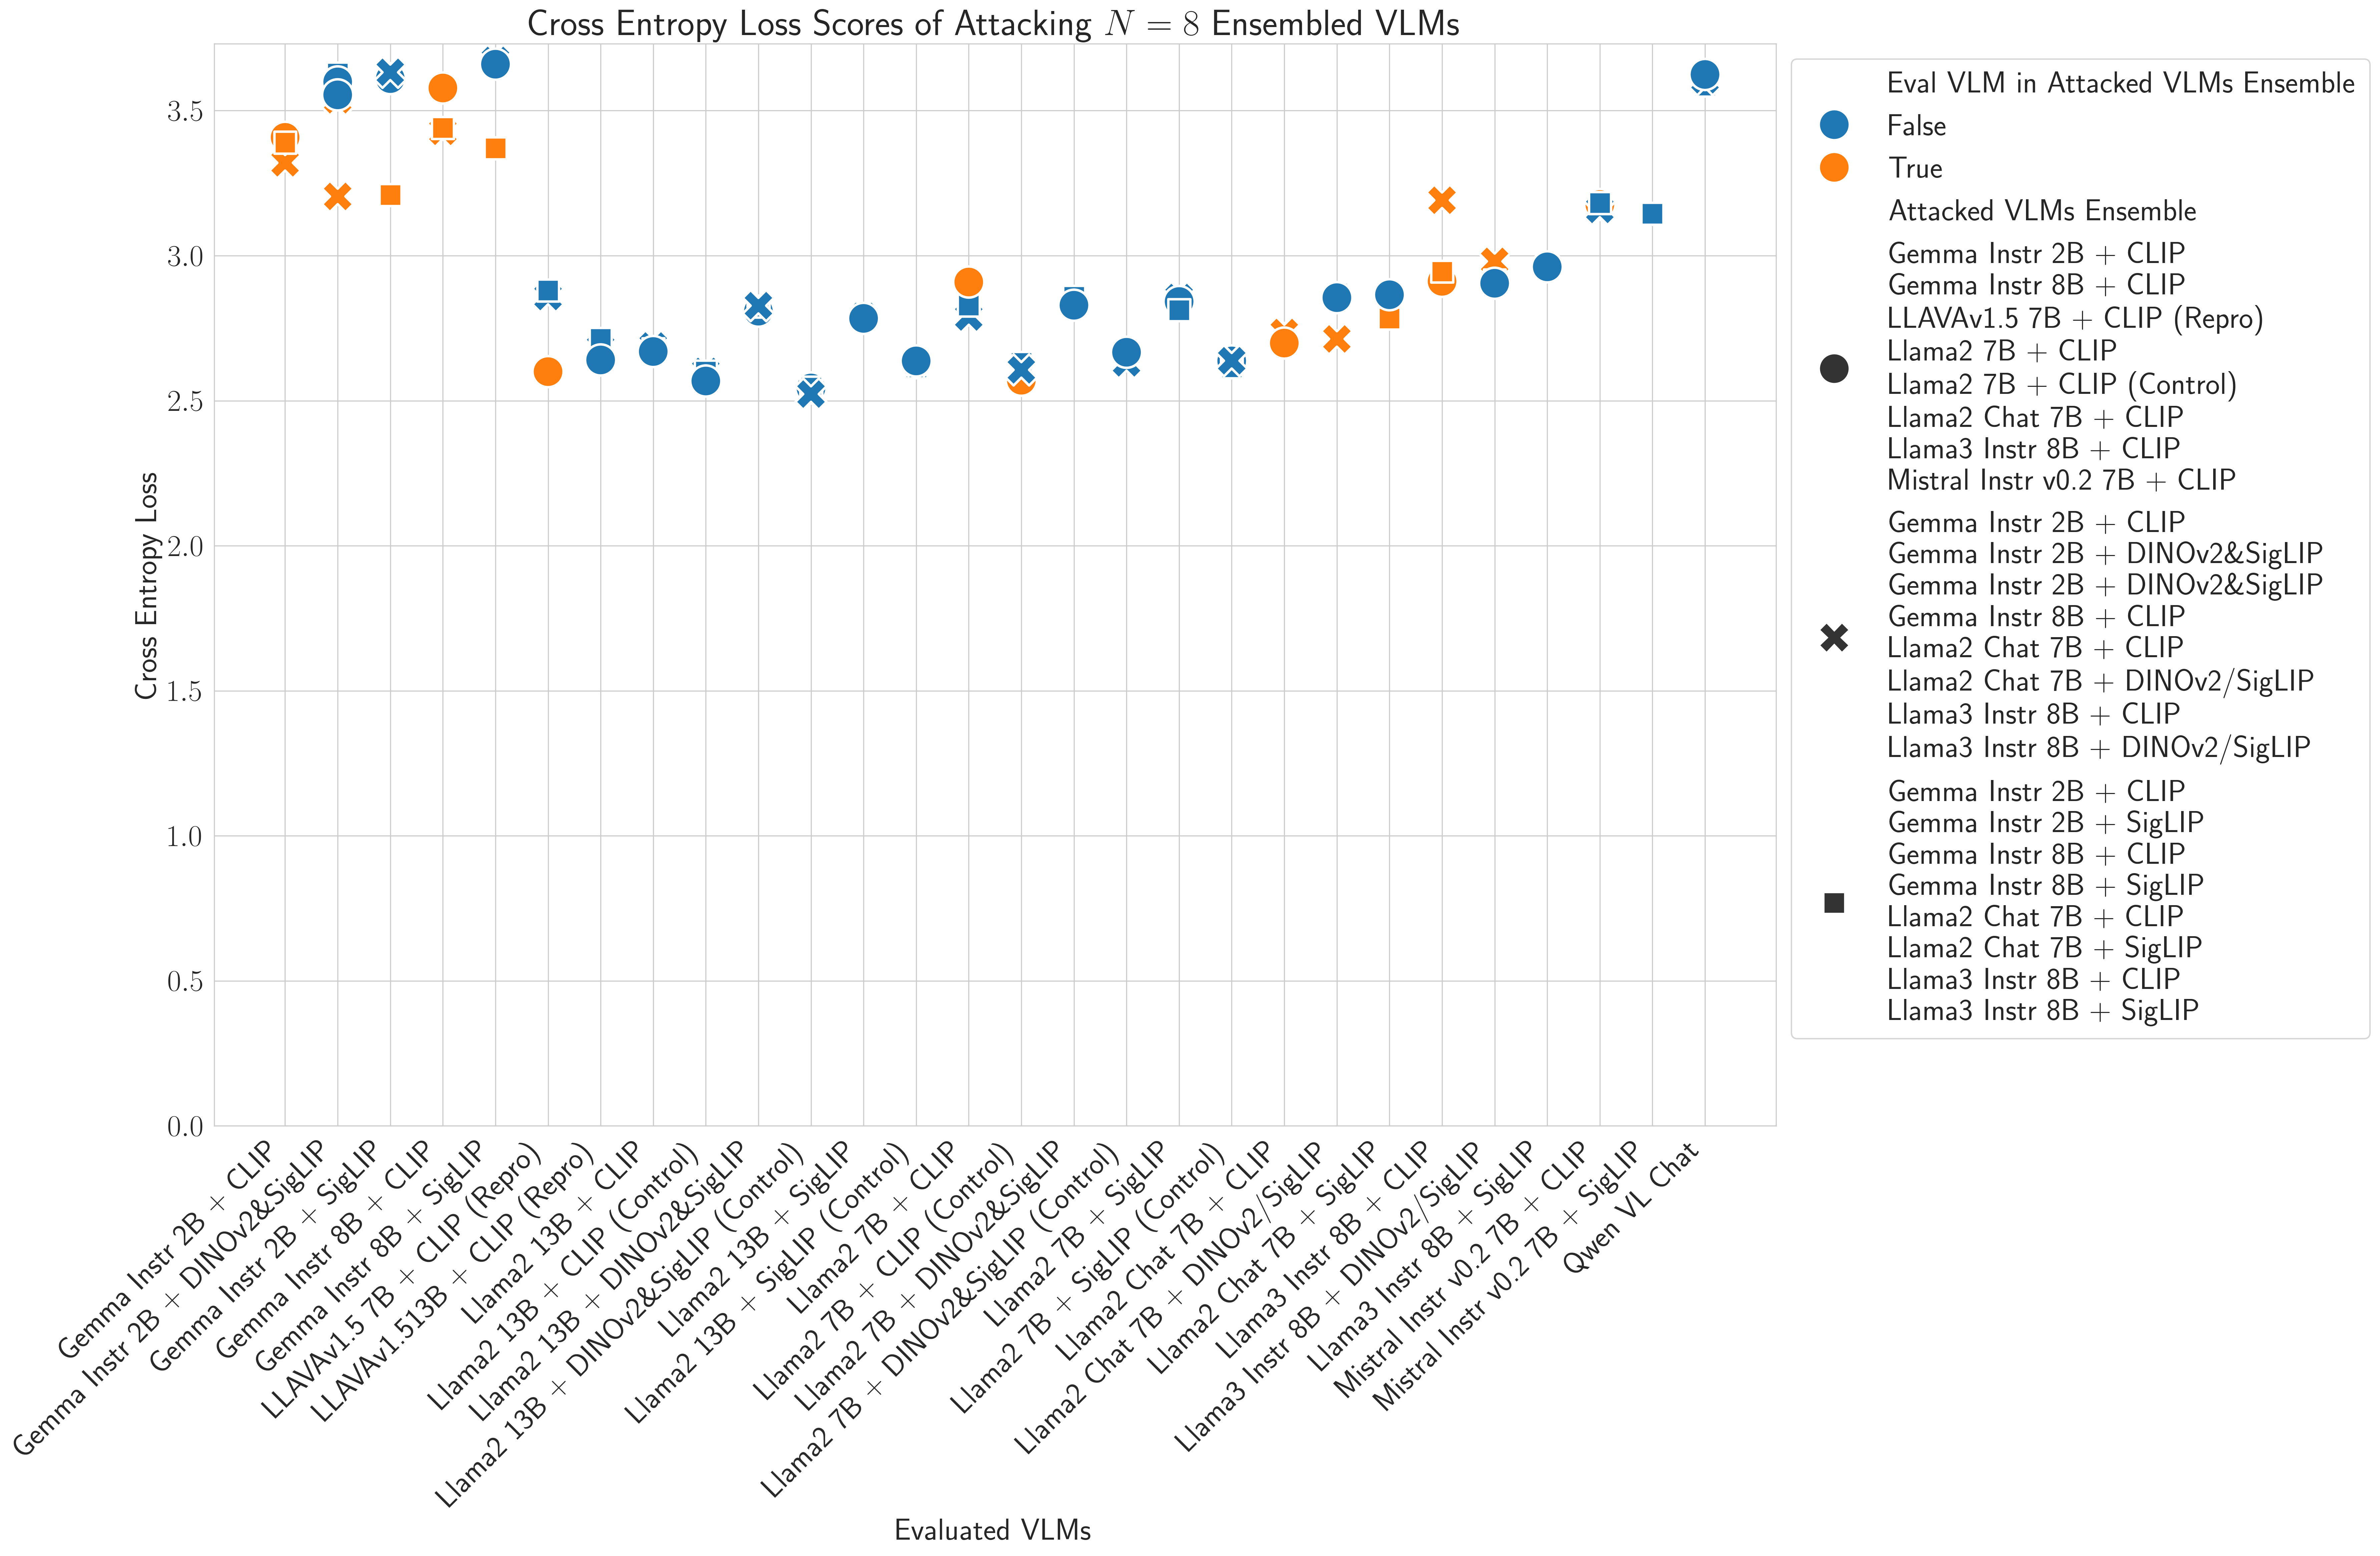 Cross Entropy Loss Scores of Attacking N = 8 Ensembled VLMs
Cross Entropy Loss
3.5
3.0
2.5
2.0
1.5
1.0
0.5
0.0
Gemma Instr 2B + CLIP
Gemma Instr 2B + DINOv2&SigLIP
Gemma Instr 2B + SigLIP
Gemma Instr 8B + CLIP
Gemma Instr 8B + SigLIP
LLAVAv1.5 7B + CLIP (Repro)
LLAVAv1.513B + CLIP (Repro)
Llama2 13B + CLIP
Llama2 13B + CLIP (Control)
Llama2 13B + DINOv2&SigLIP
Llama2 13B + DINOv2&SigLIP (Control)
Llama2 13B + SigLIP
Llama2 13B + SigLIP (Control)
Llama2 7B + CLIP
Llama2 7B + CLIP (Control)
Llama2 7B + DINOv2&SigLIP
Llama2 7B + DINOv2&SigLIP (Control)
Llama2 7B + SigLIP
Llama2 7B + SigLIP (Control)
Llama2 Chat 7B + CLIP
Llama2 Chat 7B + DINOv2/SigLIP
Llama2 Chat 7B + SigLIP
Llama3 Instr 8B + CLIP
Llama3 Instr 8B + DINOv2/SigLIP
Llama3 Instr 8B + SigLIP
Mistral Instr v0.2 7B + CLIP
Mistral Instr v0.2 7B + SigLIP
Qwen VL Chat
Evaluated VLMs
Eval VLM in Attacked VLMs Ensemble
False
True
Attacked VLMs Ensemble
Gemma Instr 2B + CLIP
Gemma Instr 8B + CLIP
LLAVAv1.5 7B + CLIP (Repro)
Llama2 7B + CLIP
Llama2 7B + CLIP (Control)
Llama2 Chat 7B + CLIP
Llama3 Instr 8B + CLIP
Mistral Instr v0.2 7B + CLIP
Gemma Instr 2B + CLIP
Gemma Instr 2B + DINOv2&SigLIP
Gemma Instr 2B + DINOv2&SigLIP
Gemma Instr 8B + CLIP
Llama2 Chat 7B + CLIP
Llama2 Chat 7B + DINOv2/SigLIP
Llama3 Instr 8B + CLIP
Llama3 Instr 8B + DINOv2/SigLIP
Gemma Instr 2B + CLIP
Gemma Instr 2B + SigLIP
Gemma Instr 8B + CLIP
Gemma Instr 8B + SigLIP
Llama2 Chat 7B + CLIP
Llama2 Chat 7B + SigLIP
Llama3 Instr 8B + CLIP
Llama3 Instr 8B + SigLIP